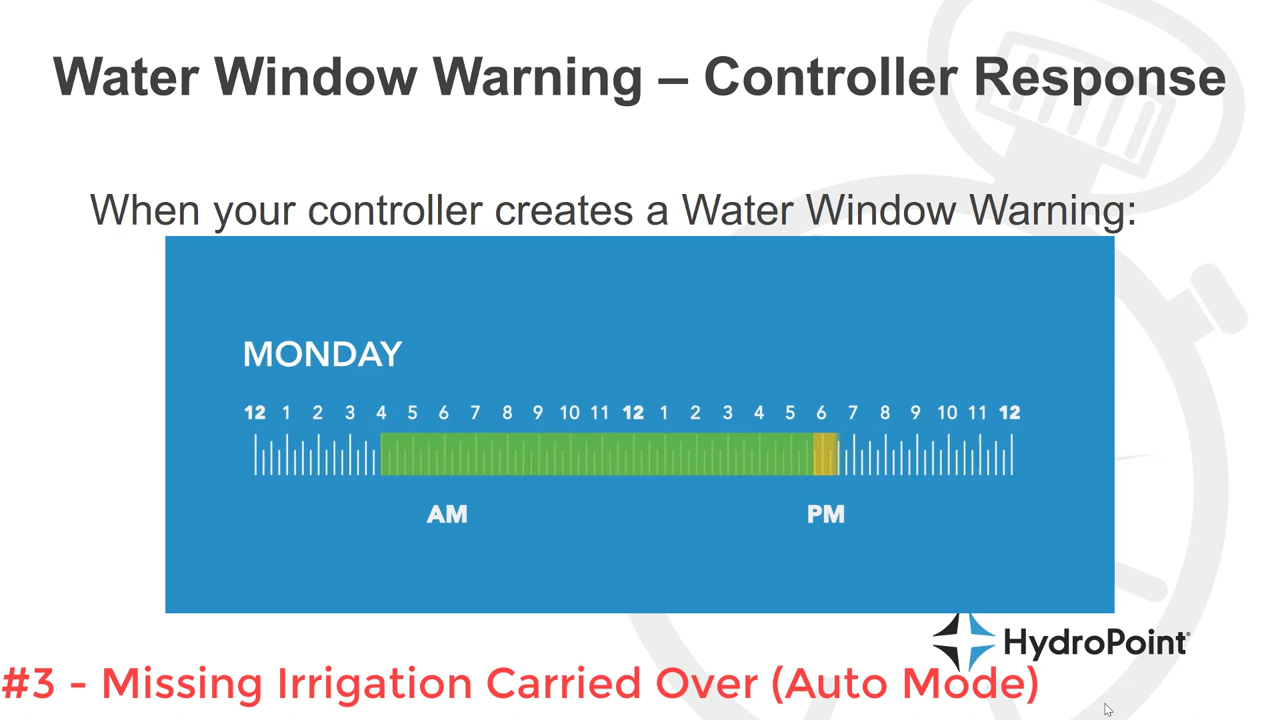 Water Window Warning – Controller Response
When your controller creates a Water Window Warning:
MONDAY
12 1 2 3 4 5 6 7 8 9 10 11 12 1 2 3 4 5 6 7 8 9 10 11 12
AM PM
HydroPoint®
#3 - Missing Irrigation Carried Over (Auto Mode)